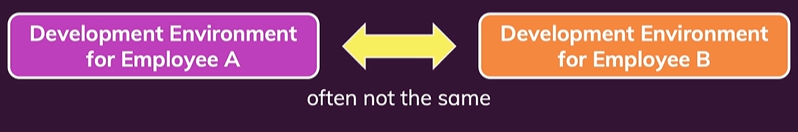 Development Environment
for Employee A
Development Environment
for Employee B
often not the same